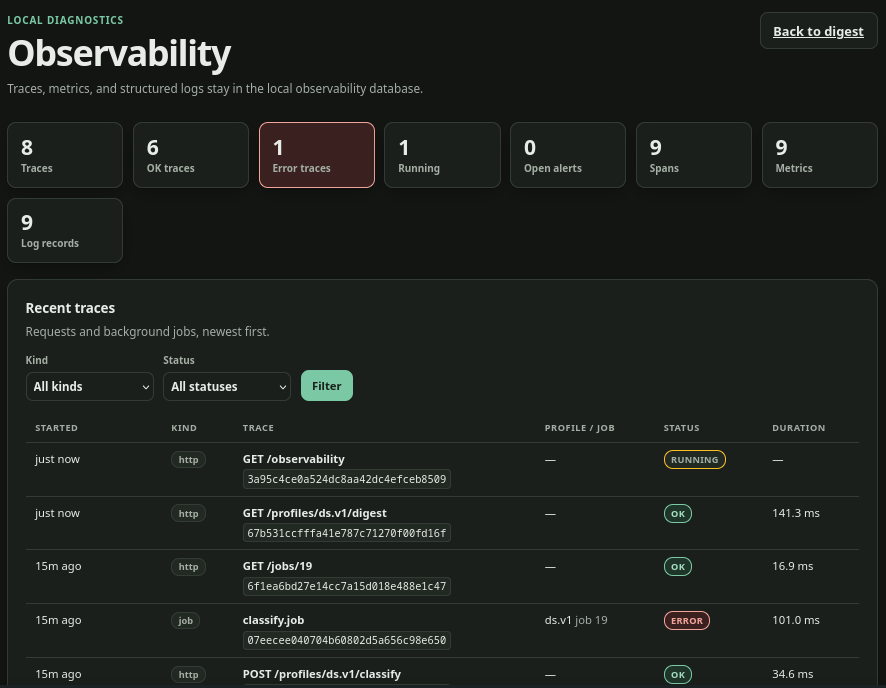 LOCAL DIAGNOSTICS
Observability
Back to digest
Traces, metrics, and structured logs stay in the local observability database.
8
Traces
6
OK traces
1
Error traces
1
Running
0
Open alerts
9
Spans
9
Metrics
9
Log records
Recent traces
Requests and background jobs, newest first.
Kind Status
All kinds All statuses Filter
STARTED KIND TRACE PROFILE / JOB STATUS DURATION
just now http GET /observability — RUNNING —
3a95c4ce0a524dc8aa42dc4efceb8509
just now http GET /profiles/ds.v1/digest — OK 141.3 ms
67b531ccfffa41e787c71270f00fd16f
15m ago http GET /jobs/19 — OK 16.9 ms
6f1ea6bd27e14cc7a15d018e488e1c47
15m ago job classify.job ds.v1 job 19 ERROR 101.0 ms
07eecee040704b60802d5a656c98e650
15m ago http POST /profiles/ds.v1/classify — OK 34.6 ms